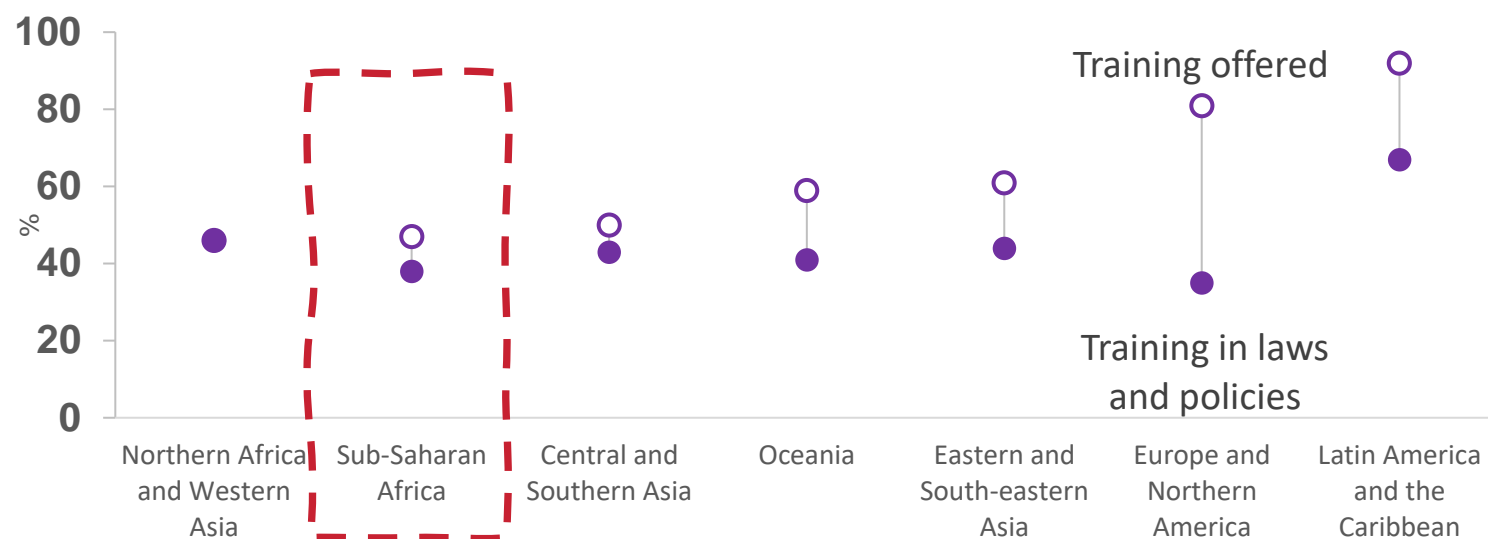 100
80
60
40
20
0
%
Training offered
Training in laws
and policies
Northern Africa
and Western
Asia
Sub-Saharan
Africa
Central and
Southern Asia
Oceania
Eastern and
South-eastern
Asia
Europe and
Northern
America
Latin America
and the
Caribbean